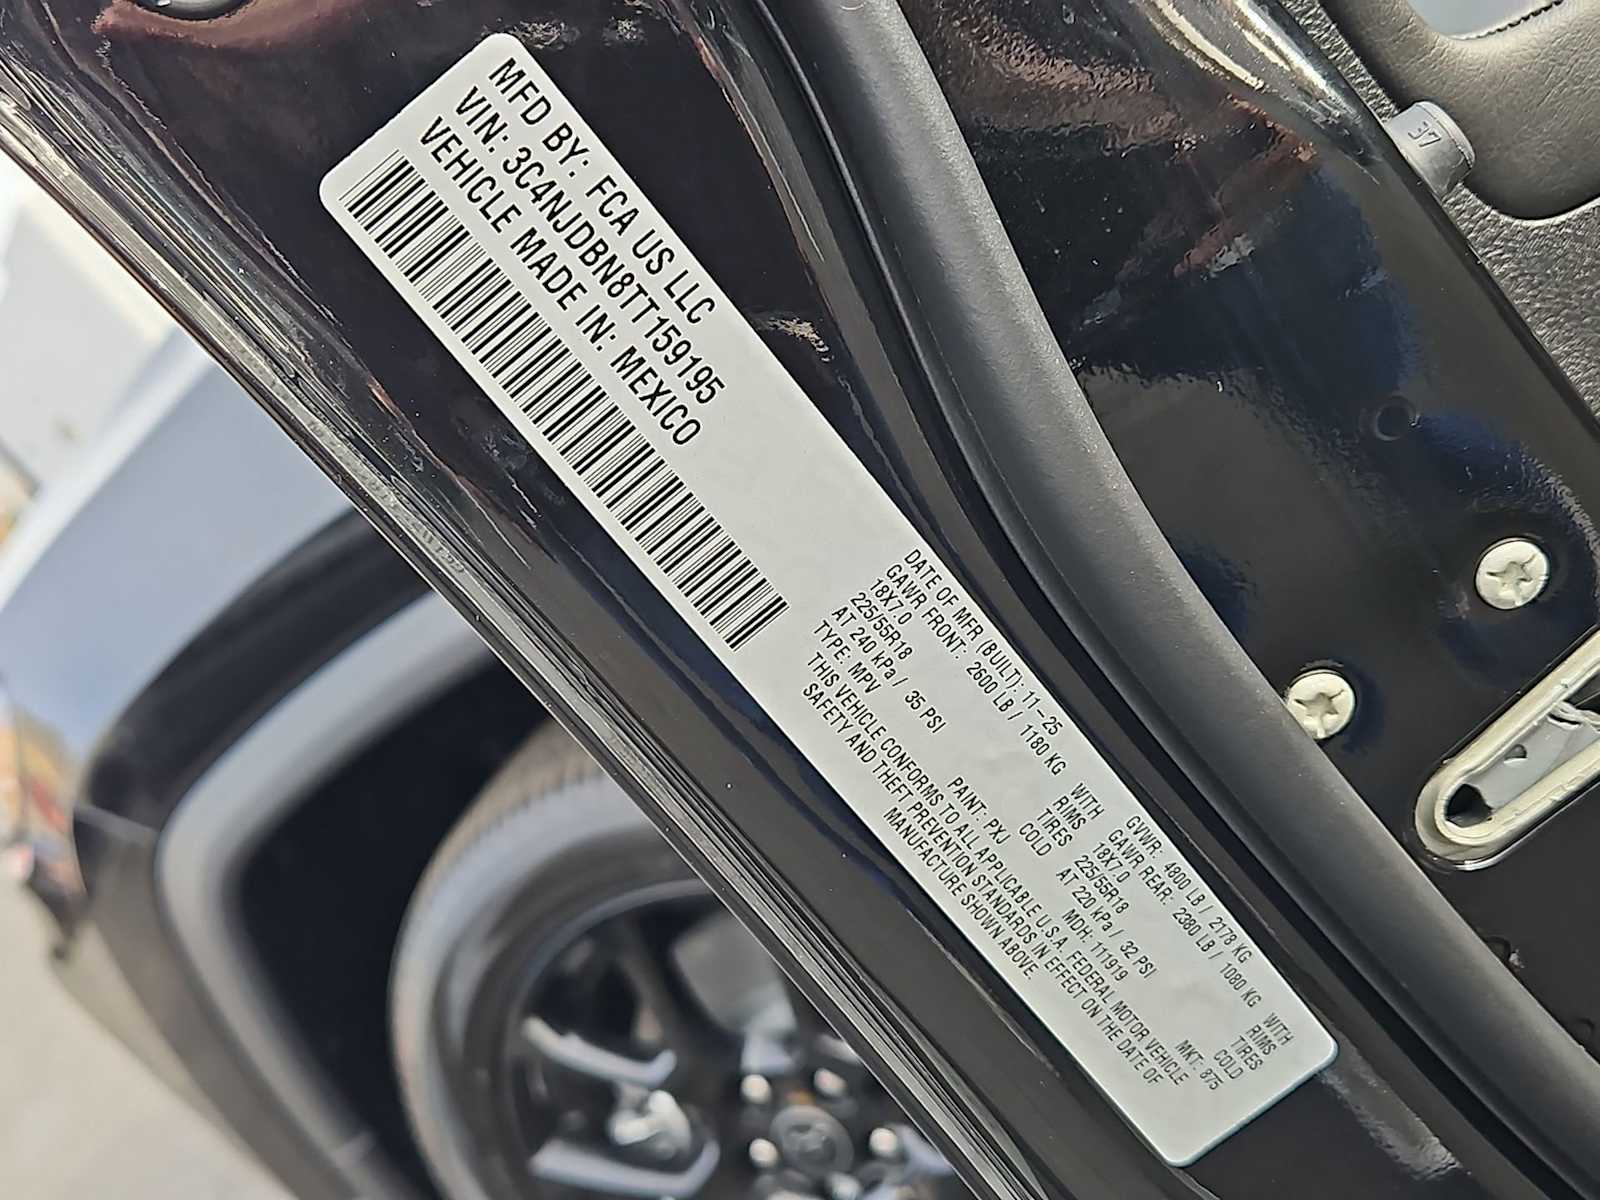 MFD BY: FCA US LLC
VIN: 3C4NJDBN8TT159195
VEHICLE MADE IN: MEXICO
DATE OF MFR (BUILT): 11-25 GVWR: 4800 LB / 2178 KG
GAWR FRONT: 2600 LB / 1180 KG WITH GAWR REAR: 2380 LB / 1080 KG WITH
18X7.0 RIMS 18X7.0 RIMS
225/55R18 TIRES 225/55R18 TIRES
AT 240 kPa / 35 PSI COLD AT 220 kPa / 32 PSI COLD
TYPE: MPV PAINT: PXJ MDH: 111919 MKT: 875
THIS VEHICLE CONFORMS TO ALL APPLICABLE U.S.A. FEDERAL MOTOR VEHICLE
SAFETY AND THEFT PREVENTION STANDARDS IN EFFECT ON THE DATE OF
MANUFACTURE SHOWN ABOVE.
37